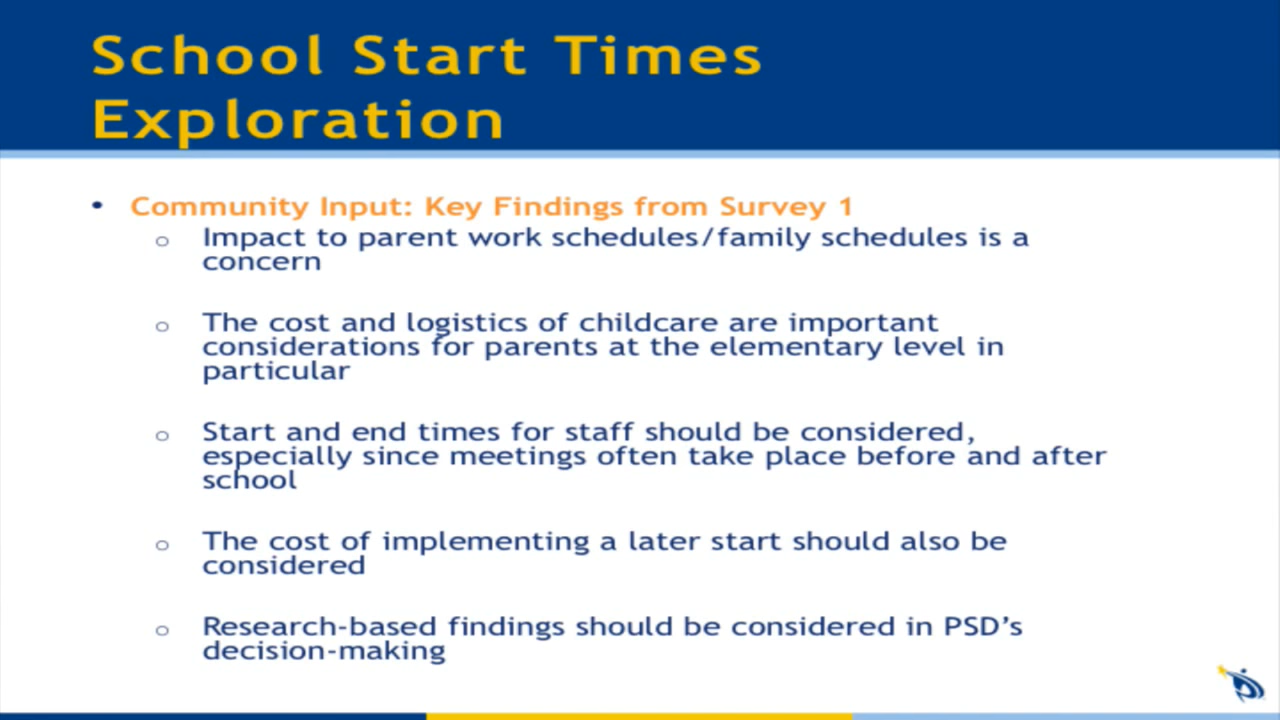 School Start Times
Exploration
• Community Input: Key Findings from Survey 1
o Impact to parent work schedules/family schedules is a
concern
o The cost and logistics of childcare are important
considerations for parents at the elementary level in
particular
o Start and end times for staff should be considered,
especially since meetings often take place before and after
school
o The cost of implementing a later start should also be
considered
o Research-based findings should be considered in PSD’s
decision-making